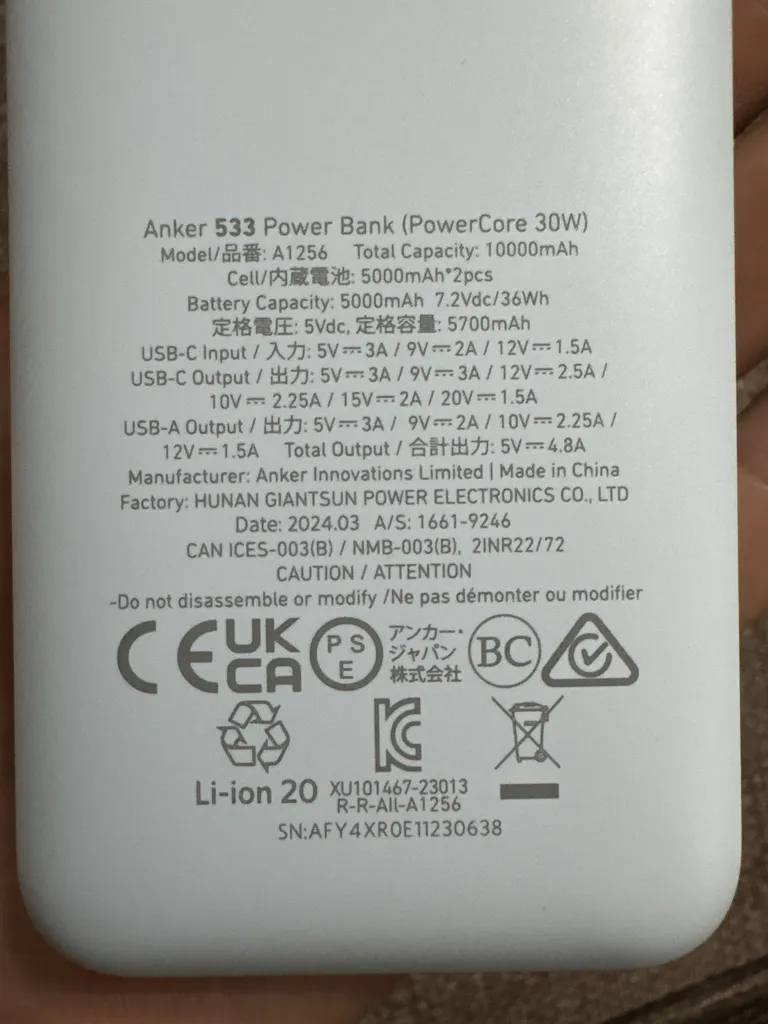 Anker 533 Power Bank (PowerCore 30W)
Model/品番: A1256 Total Capacity: 10000mAh
Cell/内蔵電池: 5000mAh*2pcs
Battery Capacity: 5000mAh 7.2Vdc/36Wh
定格電圧: 5Vdc, 定格容量: 5700mAh
USB-C Input / 入力: 5V⎓3A / 9V⎓2A / 12V⎓1.5A
USB-C Output / 出力: 5V⎓3A / 9V⎓3A / 12V⎓2.5A /
10V⎓2.25A / 15V⎓2A / 20V⎓1.5A
USB-A Output / 出力: 5V⎓3A / 9V⎓2A / 10V⎓2.25A /
12V⎓1.5A Total Output / 合計出力: 5V⎓4.8A
Manufacturer: Anker Innovations Limited | Made in China
Factory: HUNAN GIANTSUN POWER ELECTRONICS CO., LTD
Date: 2024.03 A/S: 1661-9246
CAN ICES-003(B) / NMB-003(B), 2INR22/72
CAUTION / ATTENTION
-Do not disassemble or modify /Ne pas démonter ou modifier
CE UK CA PSE アンカー・
ジャパン
株式会社 BC
KC
Li-ion 20 XU101467-23013
R-R-AII-A1256
SN:AFY4XR0E11230638